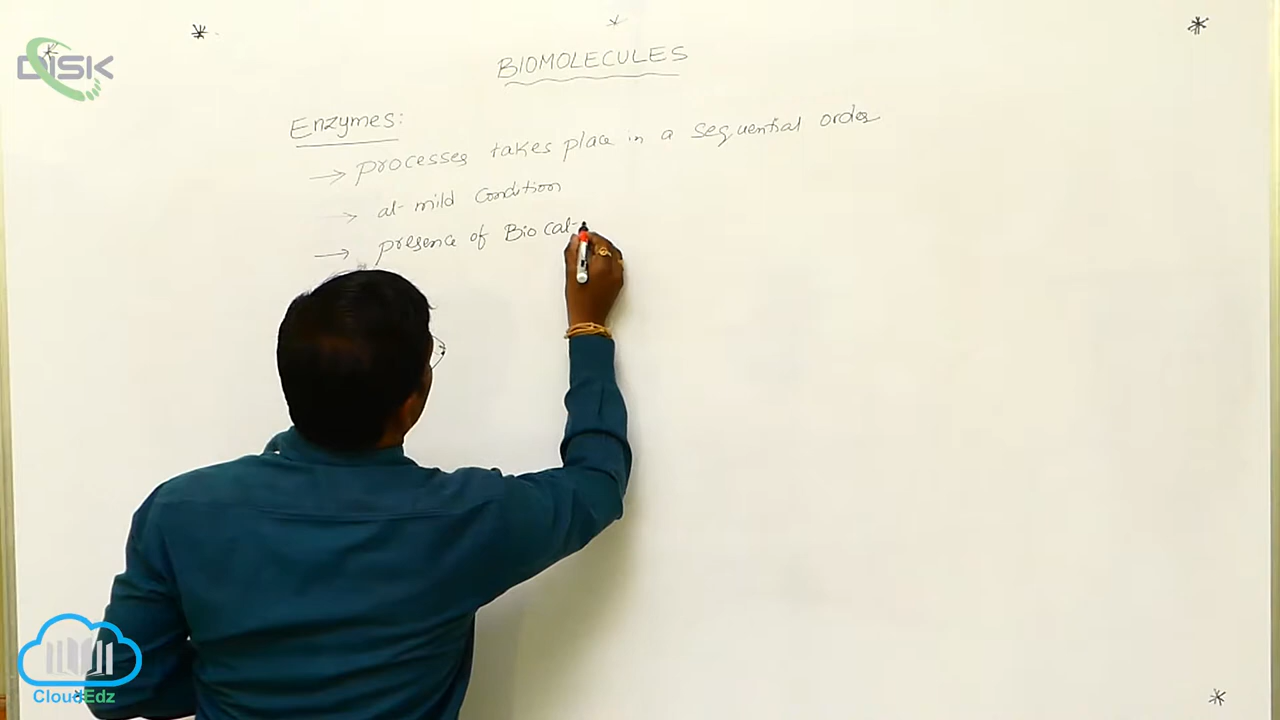 DISK
BIOMOLECULES
Enzymes:
→ processes takes place in a sequential order
→ at mild Condition
→ presence of Bio cat
CloudEdz